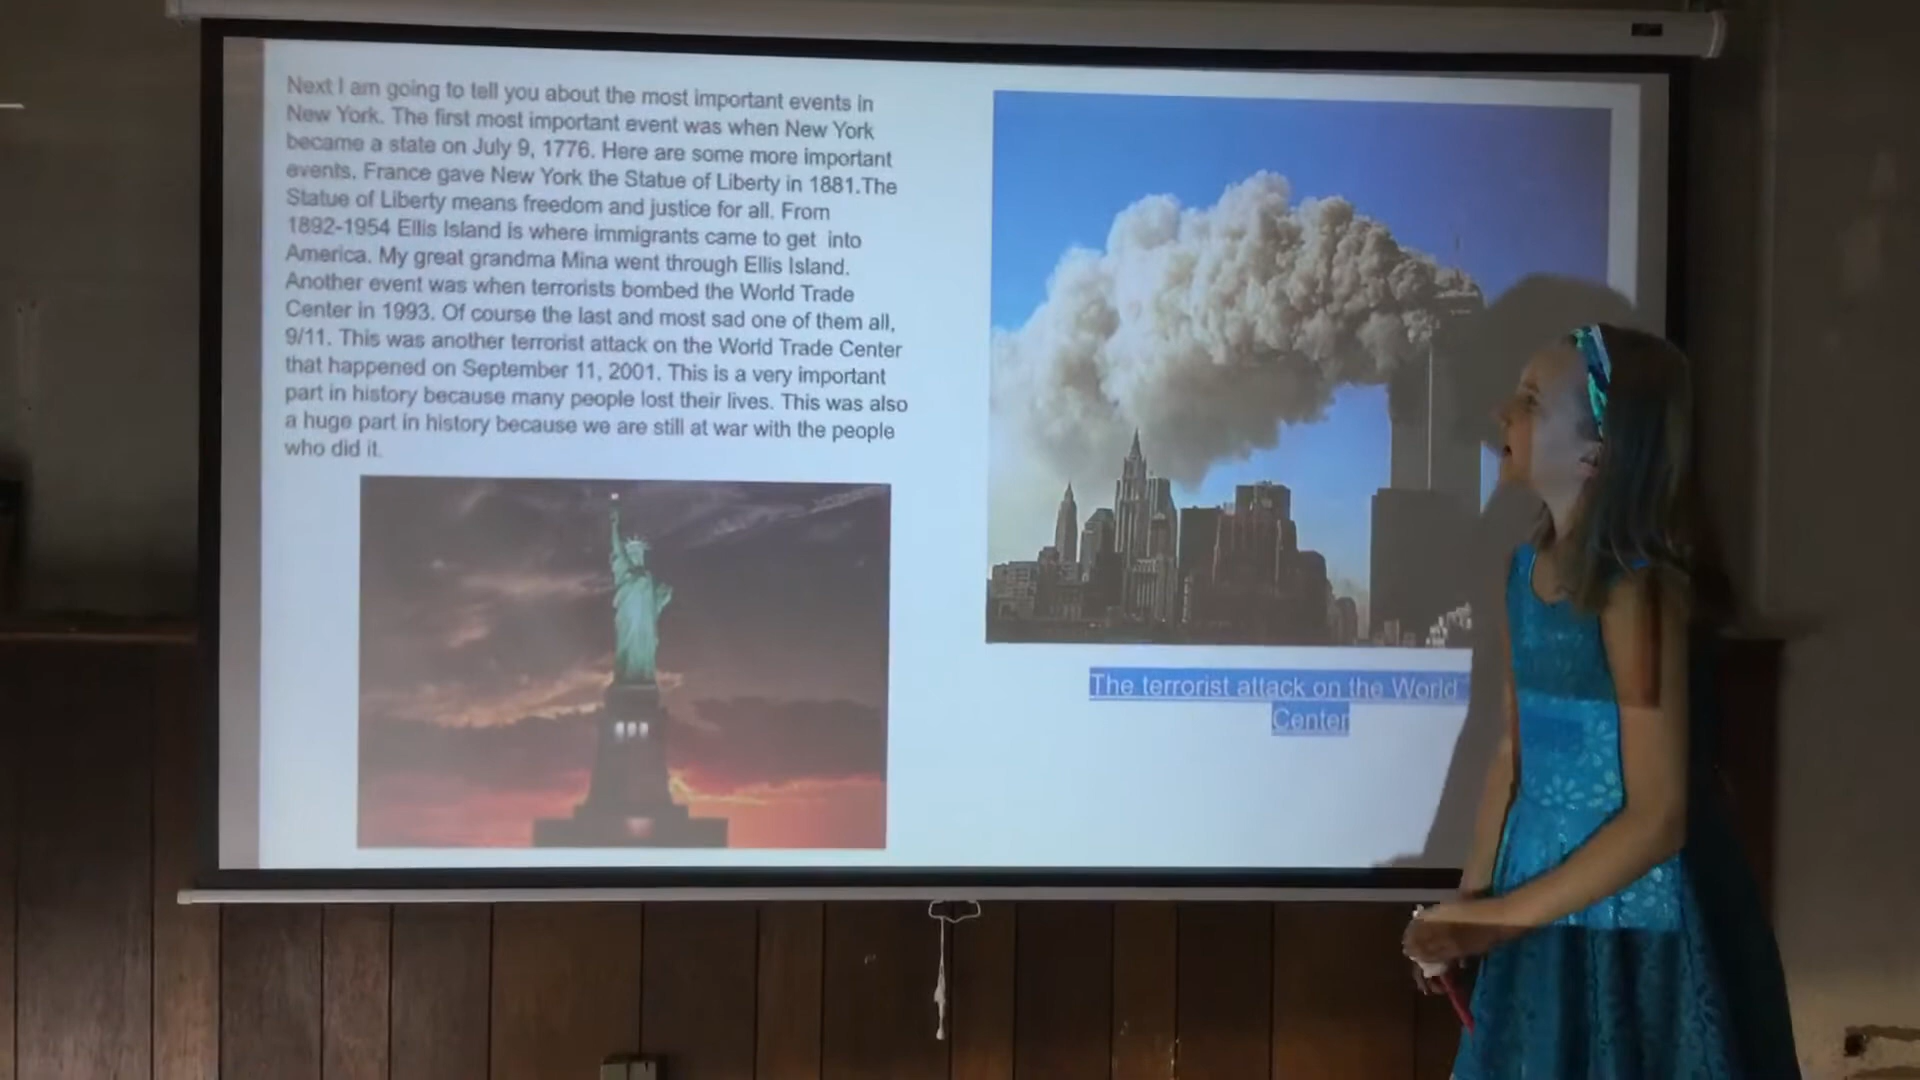 Next I am going to tell you about the most important events in
New York. The first most important event was when New York
became a state on July 9, 1776. Here are some more important
events. France gave New York the Statue of Liberty in 1881.The
Statue of Liberty means freedom and justice for all. From
1892-1954 Ellis Island is where immigrants came to get into
America. My great grandma Mina went through Ellis Island.
Another event was when terrorists bombed the World Trade
Center in 1993. Of course the last and most sad one of them all,
9/11. This was another terrorist attack on the World Trade Center
that happened on September 11, 2001. This is a very important
part in history because many people lost their lives. This was also
a huge part in history because we are still at war with the people
who did it.
The terrorist attack on the World
Center